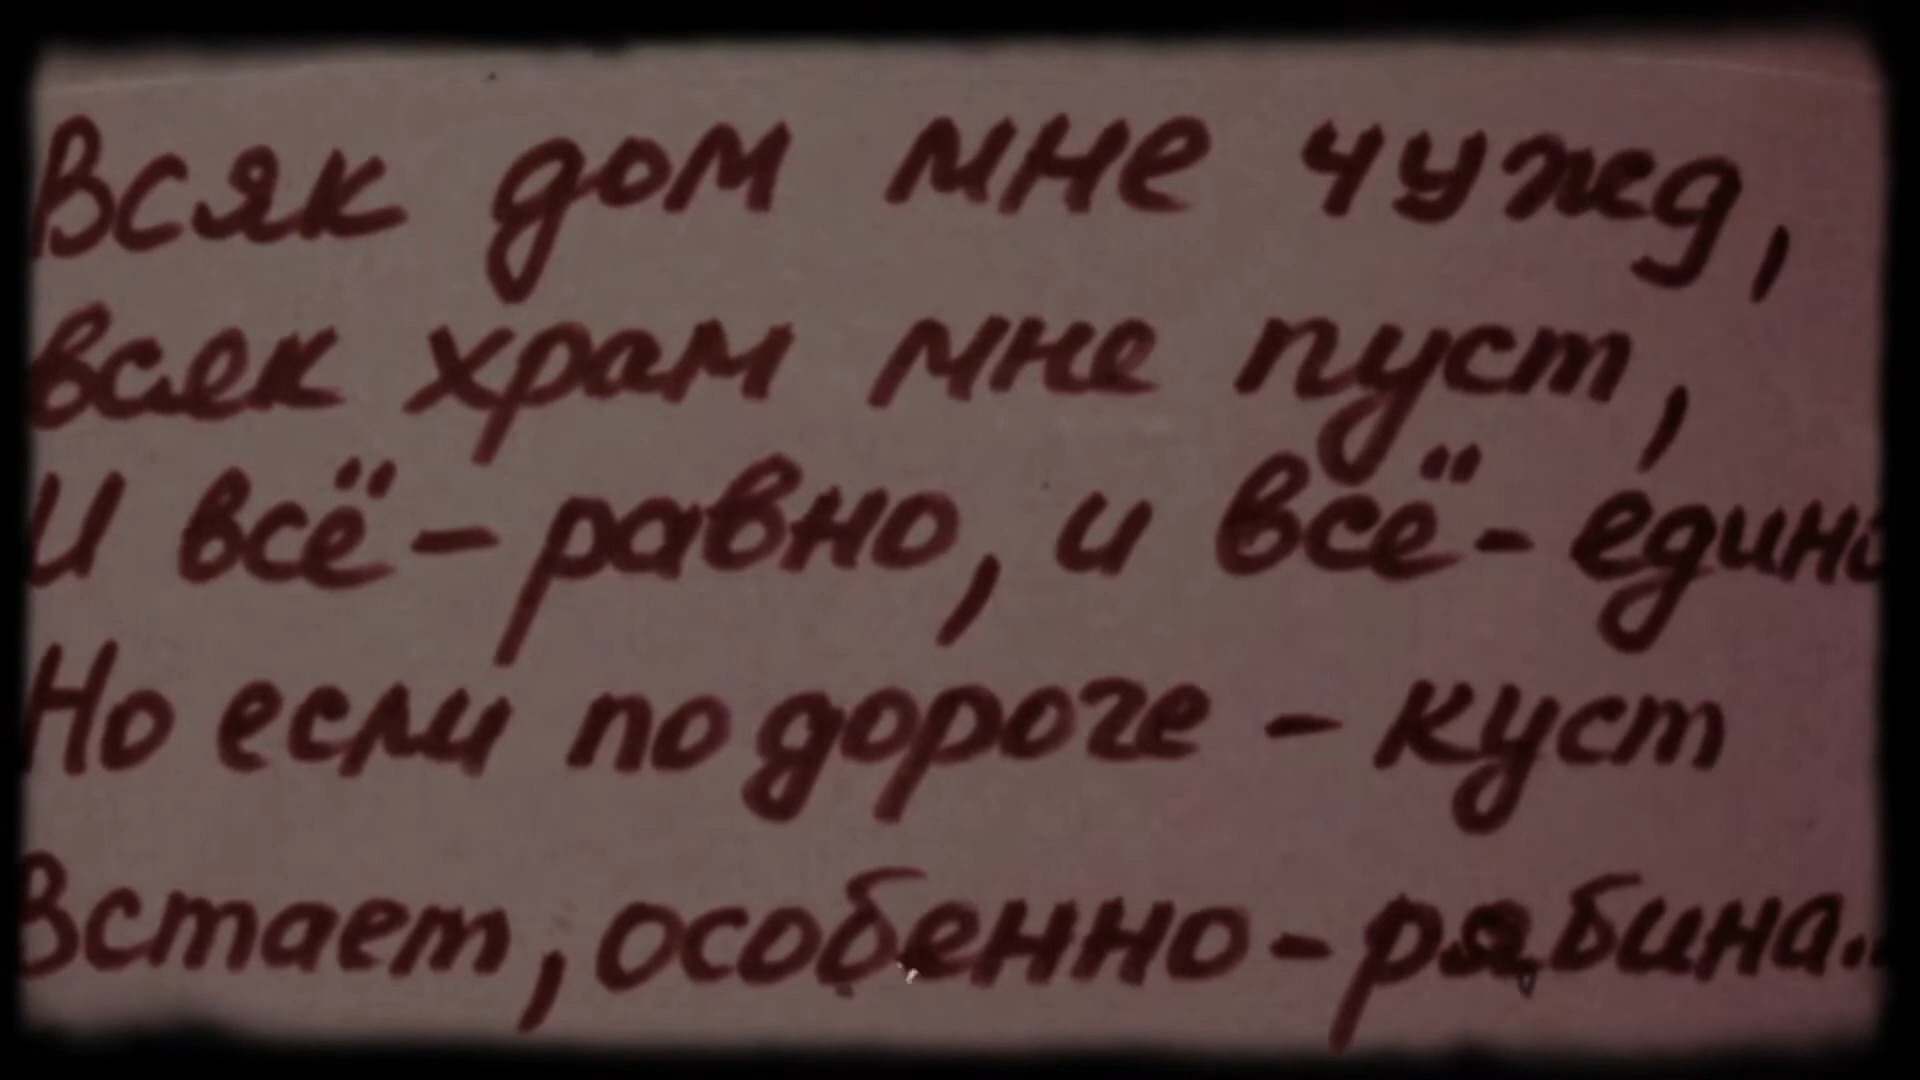 Всяк дом мне чужд,
всяк храм мне пуст,
И всё - равно, и всё - едино
Но если по дороге - куст
Встает, особенно - рябина...